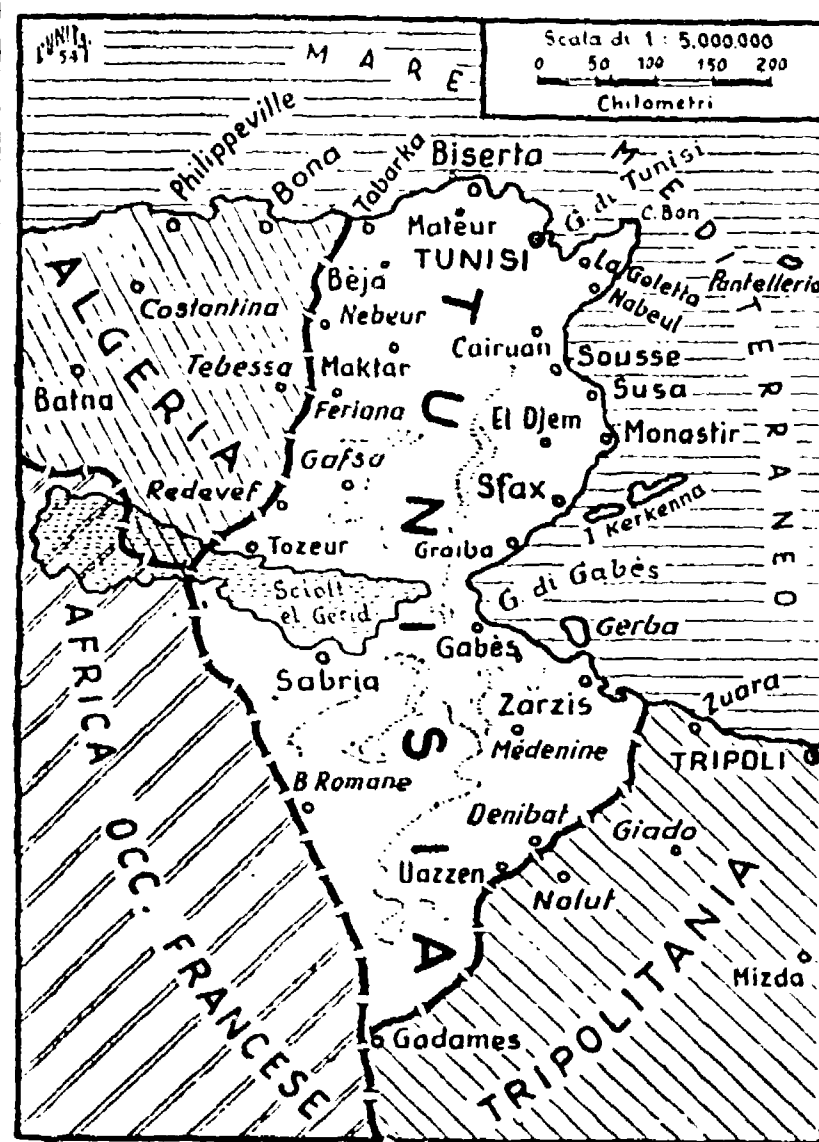 L'UNITÀ
54
MARE
Scala di 1 : 5.000.000
0 50 100 150 200
Chilometri
Philippeville
Bona
Tabarka
Biserta
G. di Tunisi
MEDITERRANEO
C. Bon
Mateur
TUNISI
La Goletta
Pantelleria
Nabeul
ALGERIA
Costantina
Bèja
Nebeur
TUNISIA
Cairuan
Sousse
Tebessa
Maktar
Batna
Feriana
Susa
El Djem
Monastir
Gafsa
Redeyef
Sfax
I Kerkenna
Tozeur
Graiba
G. di Gabès
Sciott
el Gerid
Gerba
Gabès
Sabria
AFRICA
OCC. FRANCESE
Zarzis
Zuara
Médenine
TRIPOLI
B Romane
Denibat
Giado
Uazzen
Nalut
Mizda
TRIPOLITANIA
Gadames